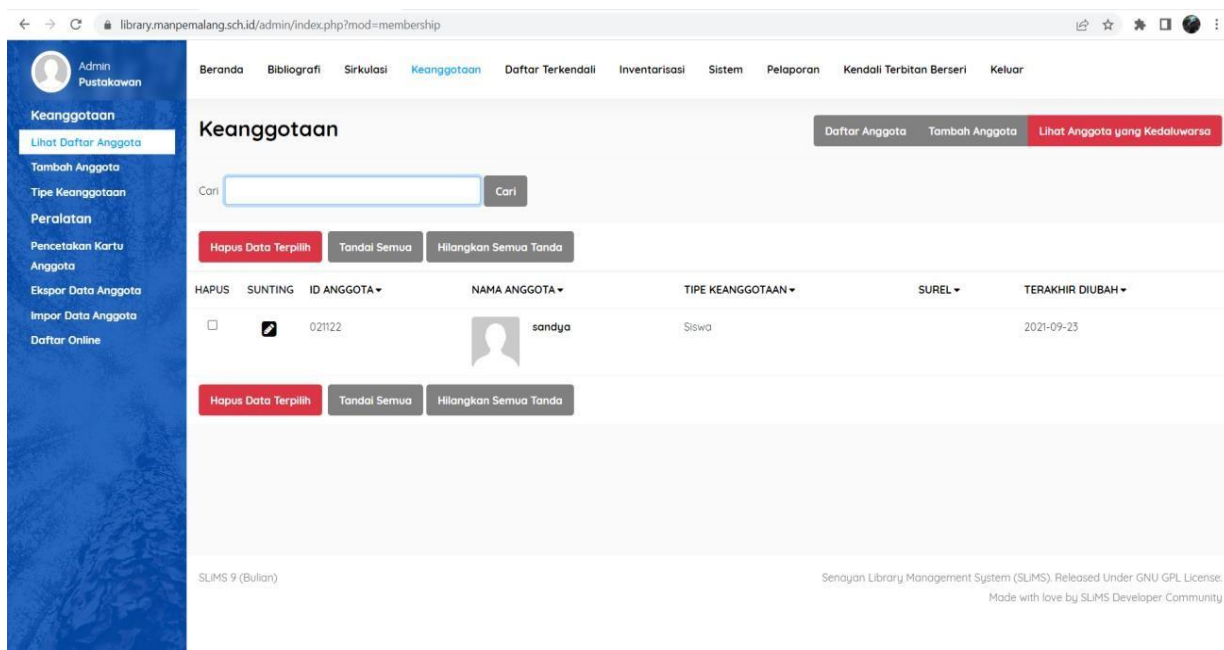 library.manpemalang.sch.id/admin/index.php?mod=membership
Admin
Pustakawan
Beranda Bibliografi Sirkulasi Keanggotaan Daftar Terkendali Inventarisasi Sistem Pelaporan Kendali Terbitan Berseri Keluar
Keanggotaan
Lihat Daftar Anggota
Tambah Anggota
Tipe Keanggotaan
Peralatan
Pencetakan Kartu
Anggota
Ekspor Data Anggota
Impor Data Anggota
Daftar Online
Keanggotaan
Daftar Anggota Tambah Anggota Lihat Anggota yang Kedaluwarsa
Cari Cari
Hapus Data Terpilih Tandai Semua Hilangkan Semua Tanda
HAPUS SUNTING ID ANGGOTA NAMA ANGGOTA TIPE KEANGGOTAAN SUREL TERAKHIR DIUBAH
021122 sandya Siswa 2021-09-23
Hapus Data Terpilih Tandai Semua Hilangkan Semua Tanda
SLiMS 9 (Bulian)
Senayan Library Management System (SLiMS). Released Under GNU GPL License.
Made with love by SLiMS Developer Community